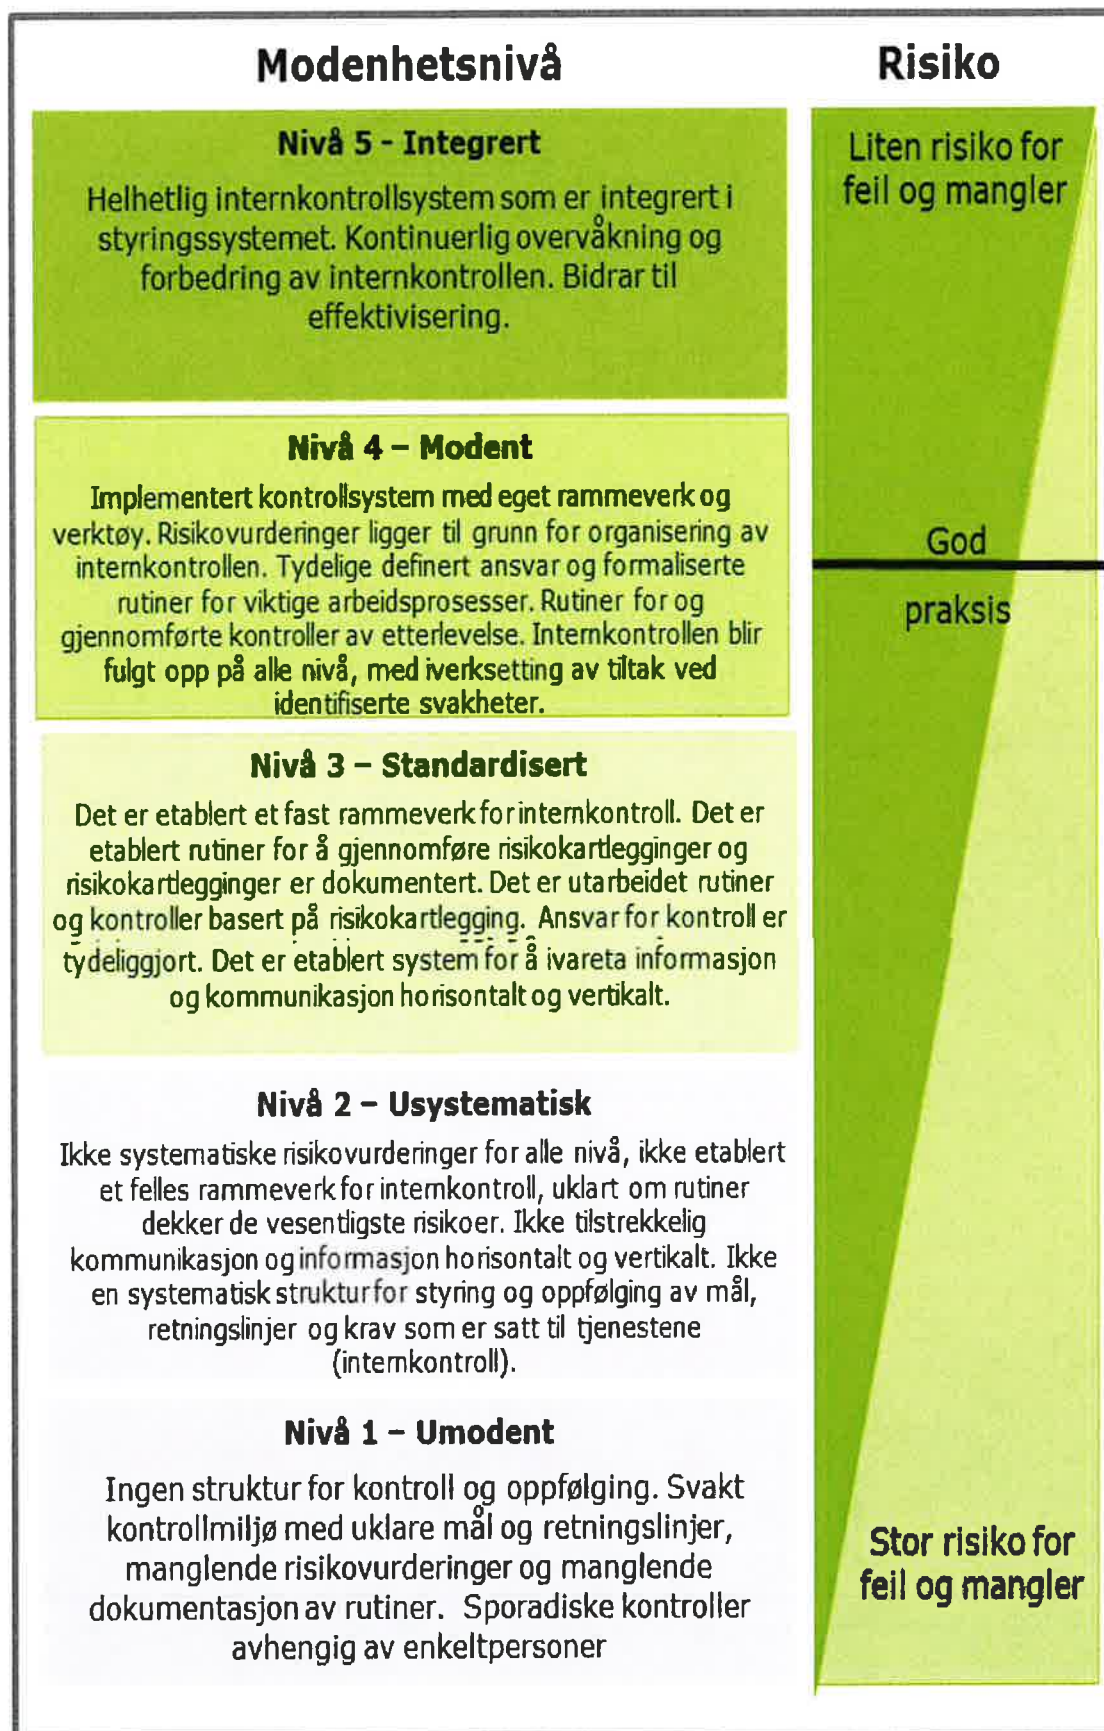 Modenhetsnivå
Nivå 5 - Integrert
Helhetlig internkontrollsystem som er integrert i
styringssystemet. Kontinuerlig overvåkning og
forbedring av internkontrollen. Bidrar til
effektivisering.
Nivå 4 – Modent
Implementert kontrollsystem med eget rammeverk og
verktøy. Risikovurderinger ligger til grunn for organisering av
internkontrollen. Tydelige definert ansvar og formaliserte
rutiner for viktige arbeidsprosesser. Rutiner for og
gjennomførte kontroller av etterlevelse. Internkontrollen blir
fulgt opp på alle nivå, med iverksetting av tiltak ved
identifiserte svakheter.
Nivå 3 – Standardisert
Det er etablert et fast rammeverk for internkontroll. Det er
etablert rutiner for å gjennomføre risikokartlegginger og
risikokartlegginger er dokumentert. Det er utarbeidet rutiner
og kontroller basert på risikokartlegging. Ansvar for kontroll er
tydeliggjort. Det er etablert system for å ivareta informasjon
og kommunikasjon horisontalt og vertikalt.
Nivå 2 – Usystematisk
Ikke systematiske risikovurderinger for alle nivå, ikke etablert
et felles rammeverk for internkontroll, uklart om rutiner
dekker de vesentligste risikoer. Ikke tilstrekkelig
kommunikasjon og informasjon horisontalt og vertikalt. Ikke
en systematisk struktur for styring og oppfølging av mål,
retningslinjer og krav som er satt til tjenestene
(internkontroll).
Nivå 1 – Umodent
Ingen struktur for kontroll og oppfølging. Svakt
kontrollmiljø med uklare mål og retningslinjer,
manglende risikovurderinger og manglende
dokumentasjon av rutiner. Sporadiske kontroller
avhengig av enkeltpersoner
Risiko
Liten risiko for
feil og mangler
God
praksis
Stor risiko for
feil og mangler